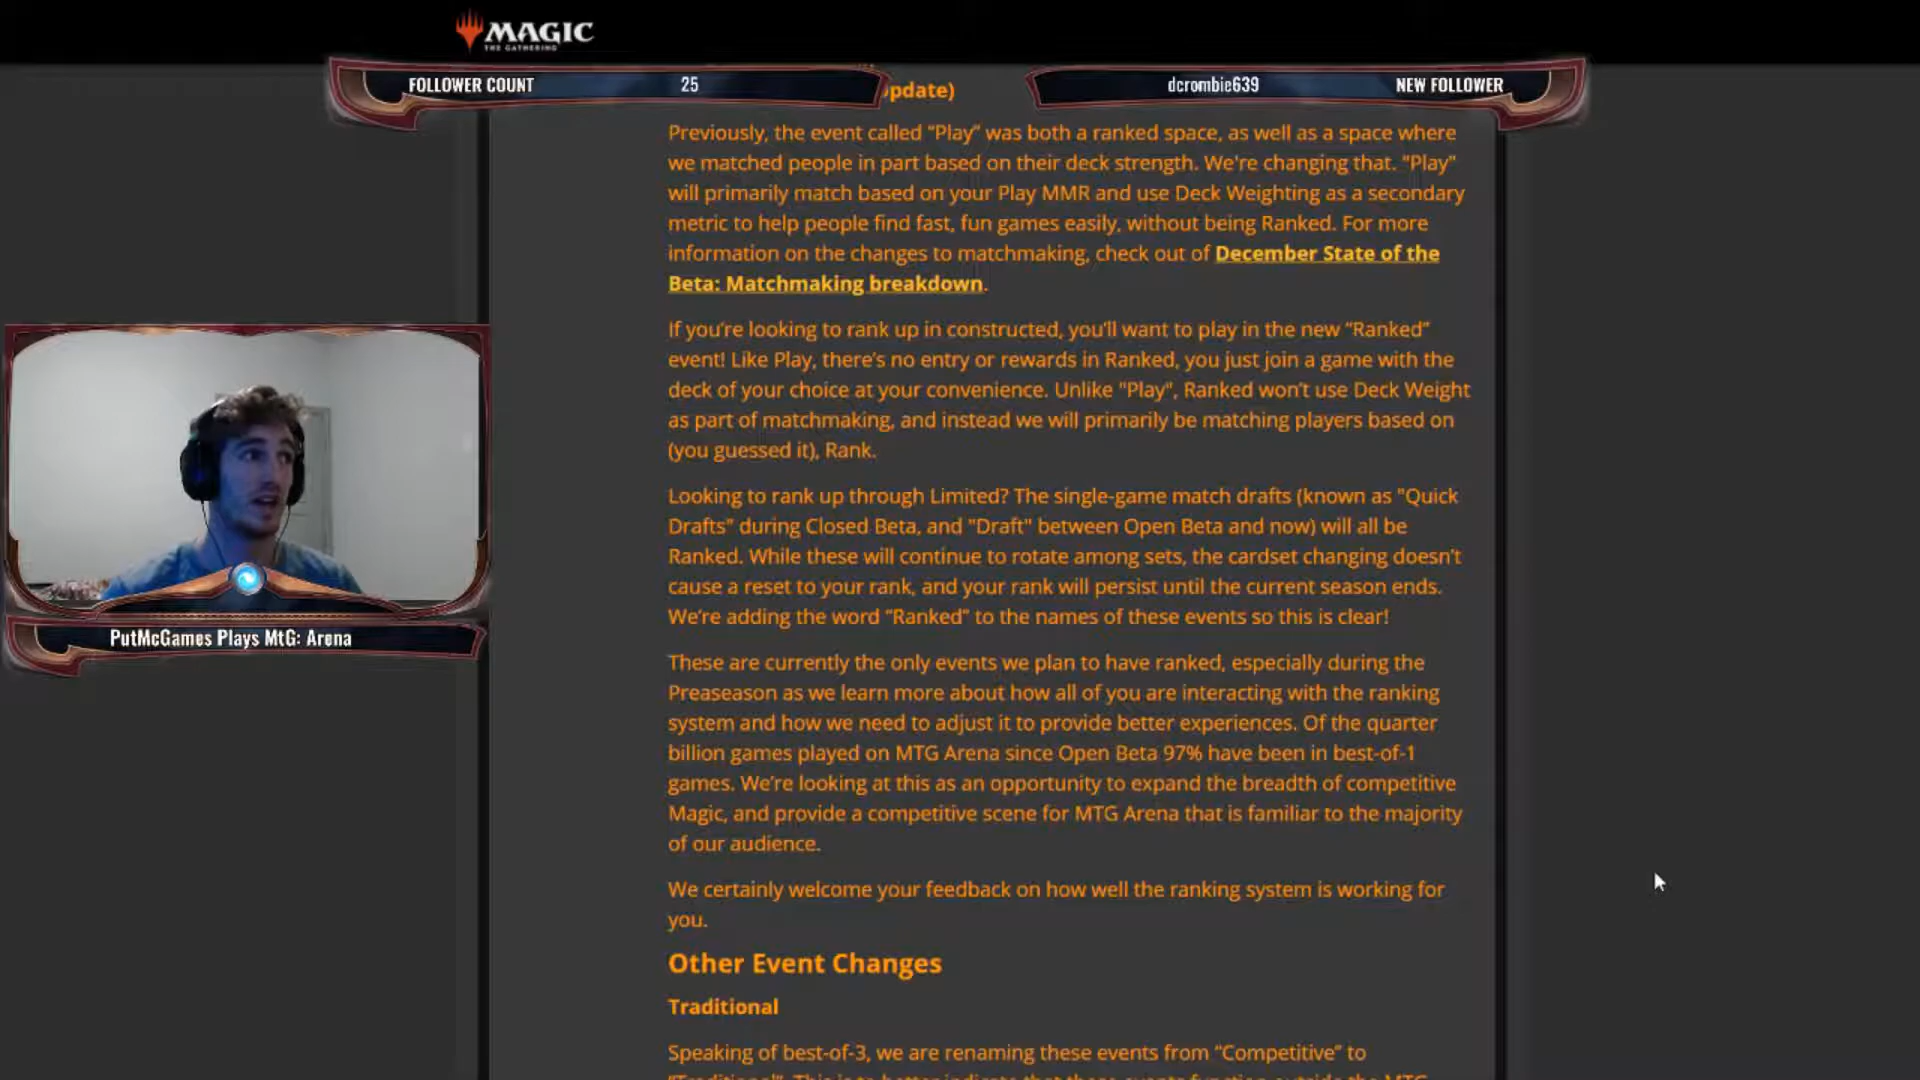 MAGIC
THE GATHERING
FOLLOWER COUNT 25
dcrombie639 NEW FOLLOWER
pdate)
Previously, the event called “Play” was both a ranked space, as well as a space where
we matched people in part based on their deck strength. We're changing that. "Play"
will primarily match based on your Play MMR and use Deck Weighting as a secondary
metric to help people find fast, fun games easily, without being Ranked. For more
information on the changes to matchmaking, check out of December State of the
Beta: Matchmaking breakdown.
If you’re looking to rank up in constructed, you’ll want to play in the new “Ranked”
event! Like Play, there’s no entry or rewards in Ranked, you just join a game with the
deck of your choice at your convenience. Unlike "Play", Ranked won’t use Deck Weight
as part of matchmaking, and instead we will primarily be matching players based on
(you guessed it), Rank.
Looking to rank up through Limited? The single-game match drafts (known as "Quick
Drafts" during Closed Beta, and "Draft" between Open Beta and now) will all be
Ranked. While these will continue to rotate among sets, the cardset changing doesn’t
cause a reset to your rank, and your rank will persist until the current season ends.
We’re adding the word “Ranked” to the names of these events so this is clear!
These are currently the only events we plan to have ranked, especially during the
Preaseason as we learn more about how all of you are interacting with the ranking
system and how we need to adjust it to provide better experiences. Of the quarter
billion games played on MTG Arena since Open Beta 97% have been in best-of-1
games. We’re looking at this as an opportunity to expand the breadth of competitive
Magic, and provide a competitive scene for MTG Arena that is familiar to the majority
of our audience.
We certainly welcome your feedback on how well the ranking system is working for
you.
Other Event Changes
Traditional
Speaking of best-of-3, we are renaming these events from “Competitive” to
PutMcGames Plays MtG: Arena